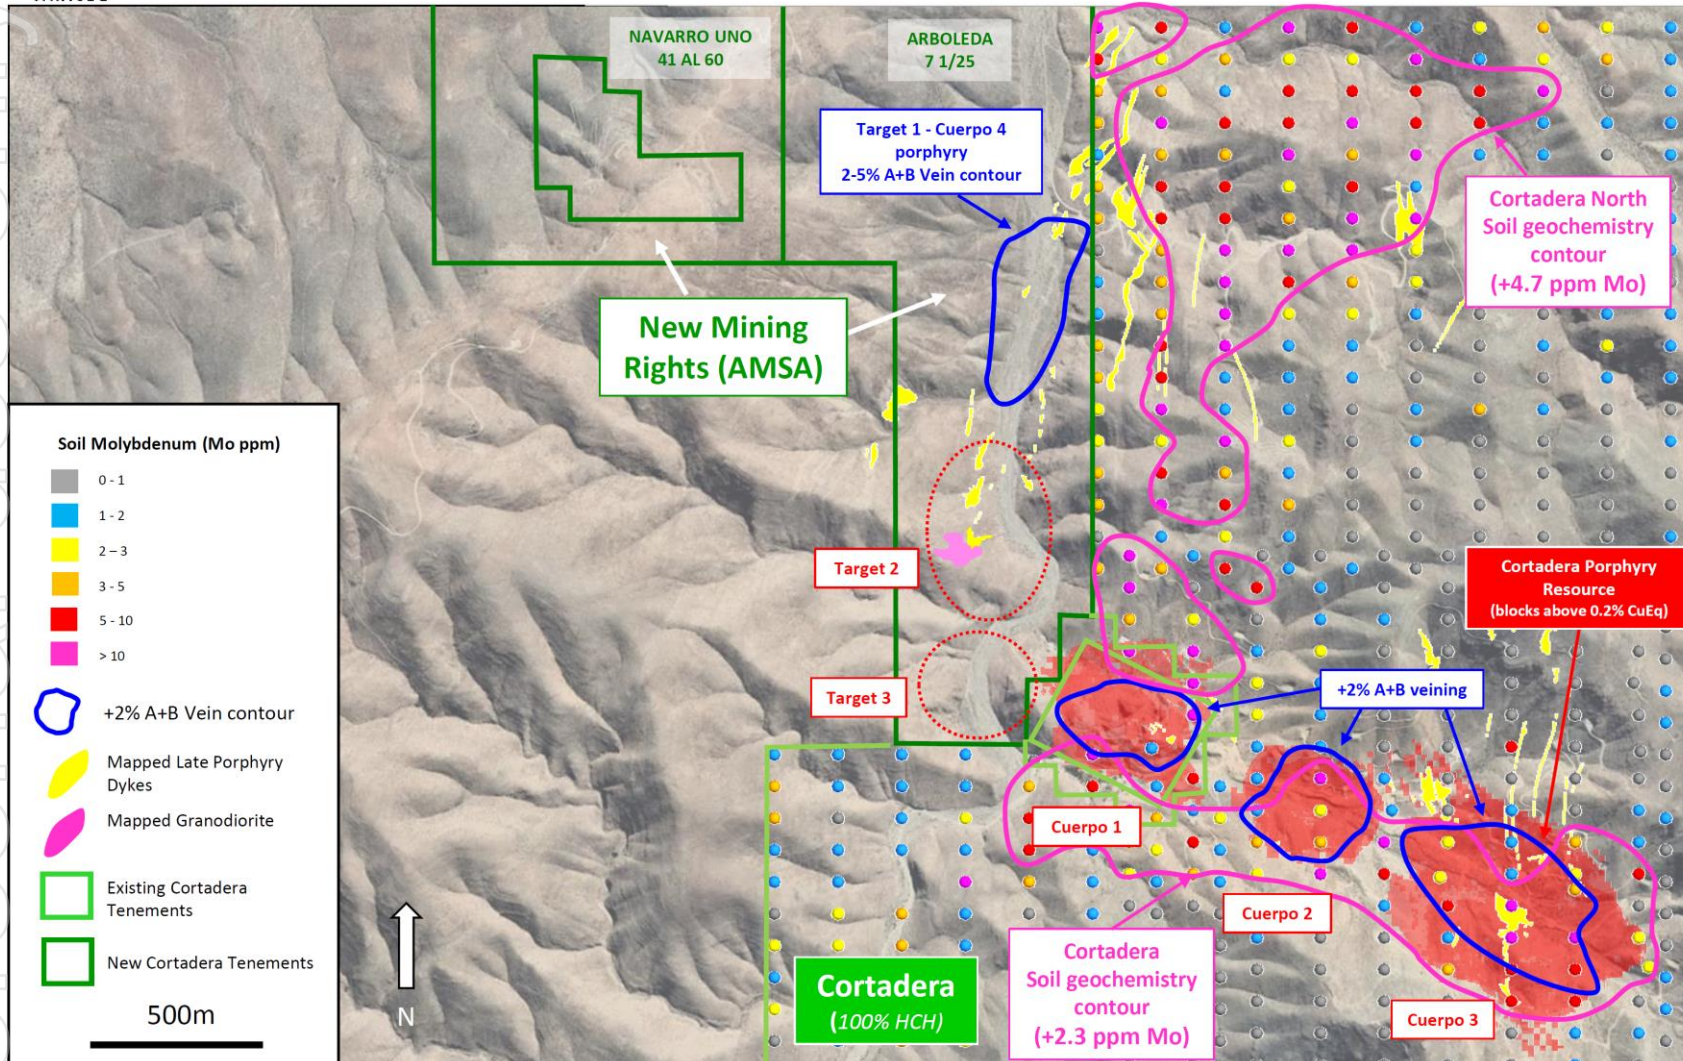 NAVARRO UNO
41 AL 60
ARBOLEDA
7 1/25
Target 1 - Cuerpo 4
porphyry
2-5% A+B Vein contour
Cortadera North
Soil geochemistry
contour
(+4.7 ppm Mo)
New Mining
Rights (AMSA)
Soil Molybdenum (Mo ppm)
0 - 1
1 - 2
2 – 3
3 - 5
5 - 10
> 10
+2% A+B Vein contour
Mapped Late Porphyry
Dykes
Mapped Granodiorite
Existing Cortadera
Tenements
New Cortadera Tenements
500m
N
Target 2
Target 3
Cortadera Porphyry
Resource
(blocks above 0.2% CuEq)
+2% A+B veining
Cuerpo 1
Cuerpo 2
Cuerpo 3
Cortadera
(100% HCH)
Cortadera
Soil geochemistry
contour
(+2.3 ppm Mo)